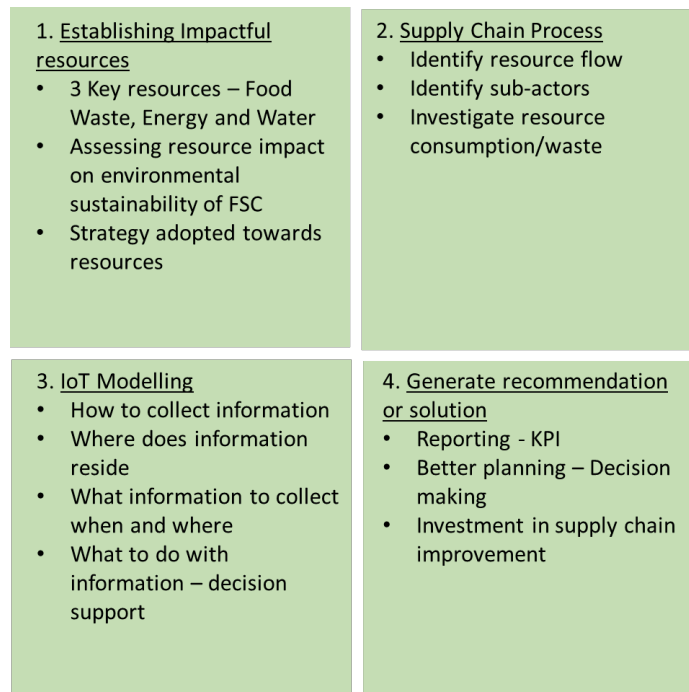 1. Establishing Impactful
resources
• 3 Key resources – Food
Waste, Energy and Water
• Assessing resource impact
on environmental
sustainability of FSC
• Strategy adopted towards
resources
2. Supply Chain Process
• Identify resource flow
• Identify sub-actors
• Investigate resource
consumption/waste
3. IoT Modelling
• How to collect information
• Where does information
reside
• What information to collect
when and where
• What to do with
information – decision
support
4. Generate recommendation
or solution
• Reporting - KPI
• Better planning – Decision
making
• Investment in supply chain
improvement